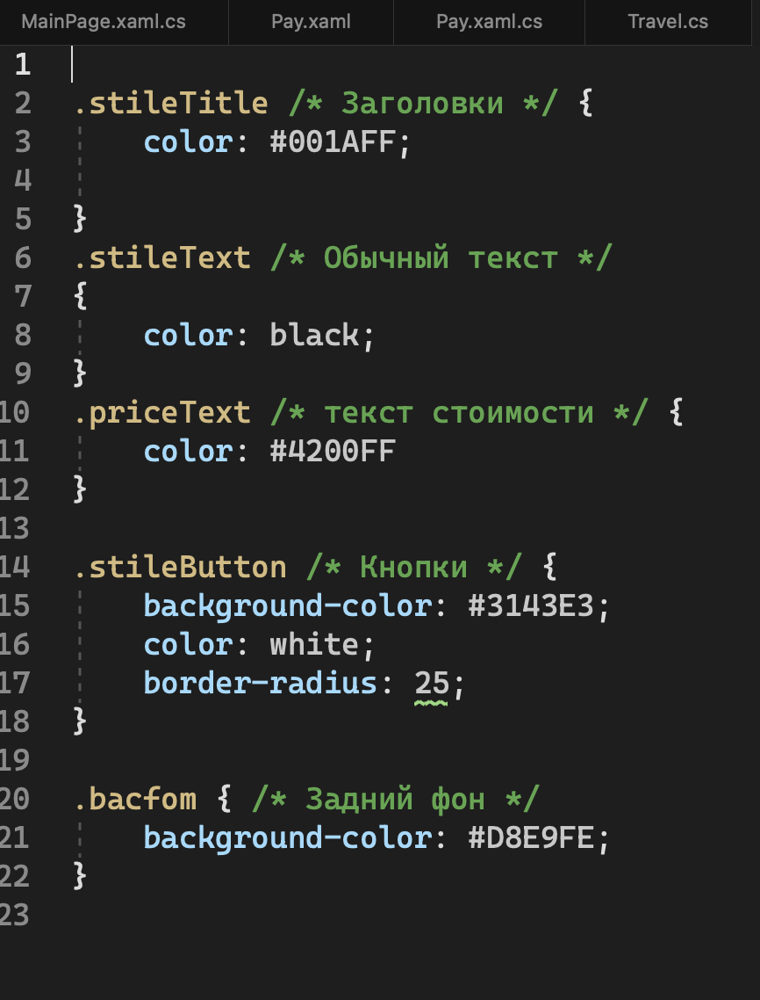 MainPage.xaml.cs Pay.xaml Pay.xaml.cs Travel.cs
1
2 .stileTitle /* Заголовки */ {
3 color: #001AFF;
4
5 }
6 .stileText /* Обычный текст */
7 {
8 color: black;
9 }
10 .priceText /* текст стоимости */ {
11 color: #4200FF
12 }
13
14 .stileButton /* Кнопки */ {
15 background-color: #3143E3;
16 color: white;
17 border-radius: 25;
18 }
19
20 .bacfom { /* Задний фон */
21 background-color: #D8E9FE;
22 }
23